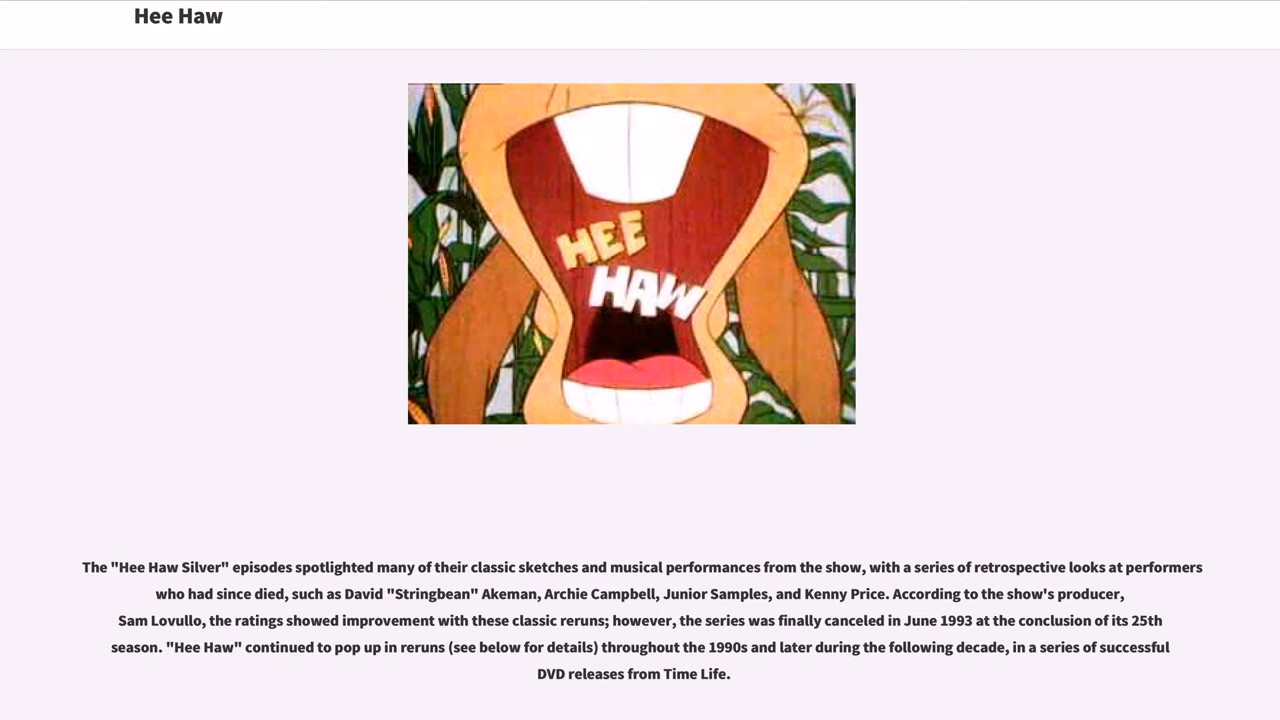 Hee Haw
HEE
HAW
The "Hee Haw Silver" episodes spotlighted many of their classic sketches and musical performances from the show, with a series of retrospective looks at performers
who had since died, such as David "Stringbean" Akeman, Archie Campbell, Junior Samples, and Kenny Price. According to the show's producer,
Sam Lovullo, the ratings showed improvement with these classic reruns; however, the series was finally canceled in June 1993 at the conclusion of its 25th
season. "Hee Haw" continued to pop up in reruns (see below for details) throughout the 1990s and later during the following decade, in a series of successful
DVD releases from Time Life.